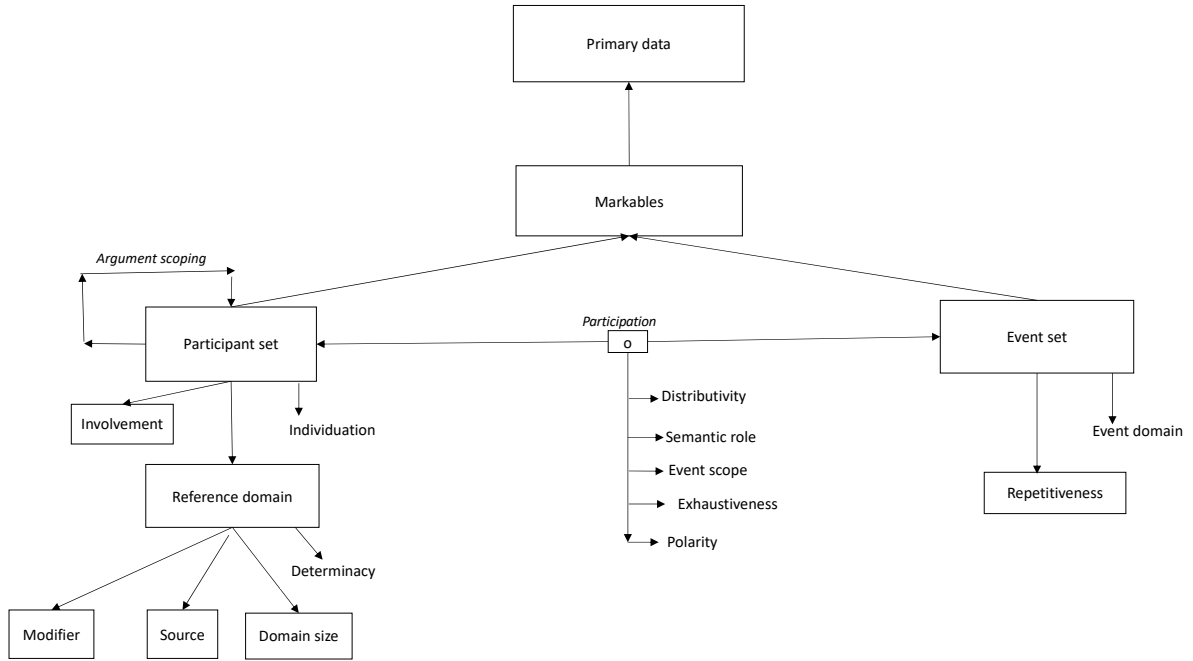 Primary data
Markables
Argument scoping
Participant set
Participation
o
Event set
Distributivity
Involvement
Individuation
Semantic role
Event domain
Event scope
Reference domain
Repetitiveness
Exhaustiveness
Polarity
Determinacy
Modifier
Source
Domain size